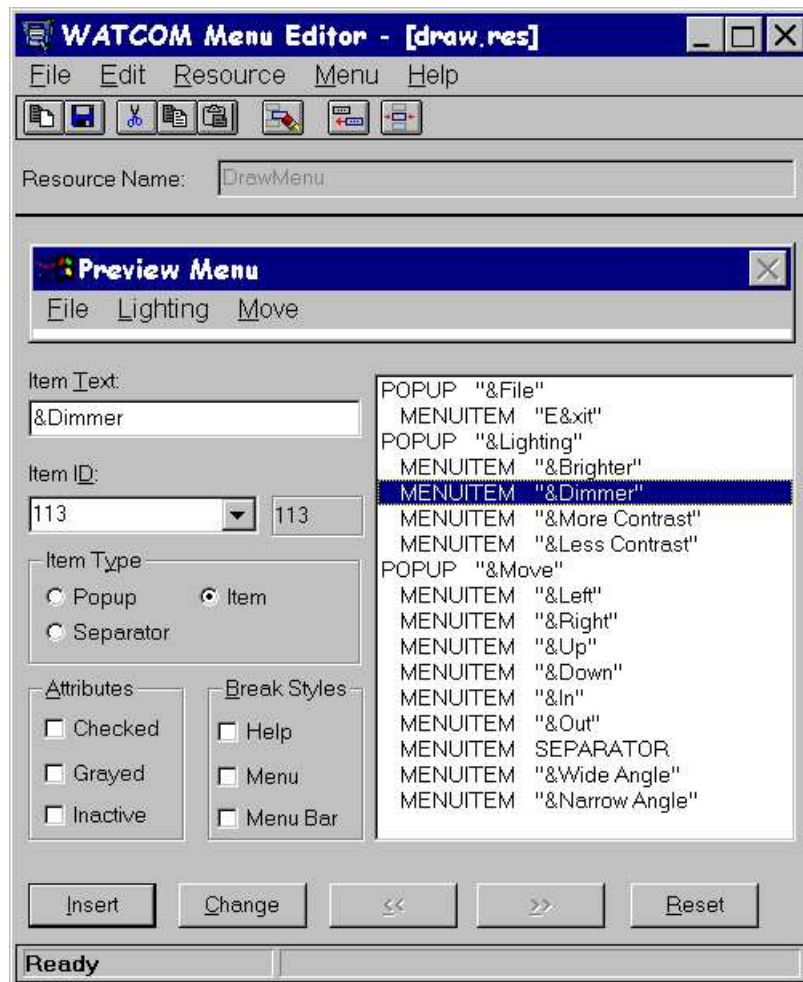 WATCOM Menu Editor - [draw.res]
File Edit Resource Menu Help
Resource Name: DrawMenu
Preview Menu
File Lighting Move
Item Text:
&Dimmer
Item ID:
113 113
Item Type
Popup Item
Separator
Attributes
Checked
Grayed
Inactive
Break Styles
Help
Menu
Menu Bar
POPUP "&File"
MENUITEM "E&xit"
POPUP "&Lighting"
MENUITEM "&Brighter"
MENUITEM "&Dimmer"
MENUITEM "&More Contrast"
MENUITEM "&Less Contrast"
POPUP "&Move"
MENUITEM "&Left"
MENUITEM "&Right"
MENUITEM "&Up"
MENUITEM "&Down"
MENUITEM "&In"
MENUITEM "&Out"
MENUITEM SEPARATOR
MENUITEM "&Wide Angle"
MENUITEM "&Narrow Angle"
Insert Change << >> Reset
Ready